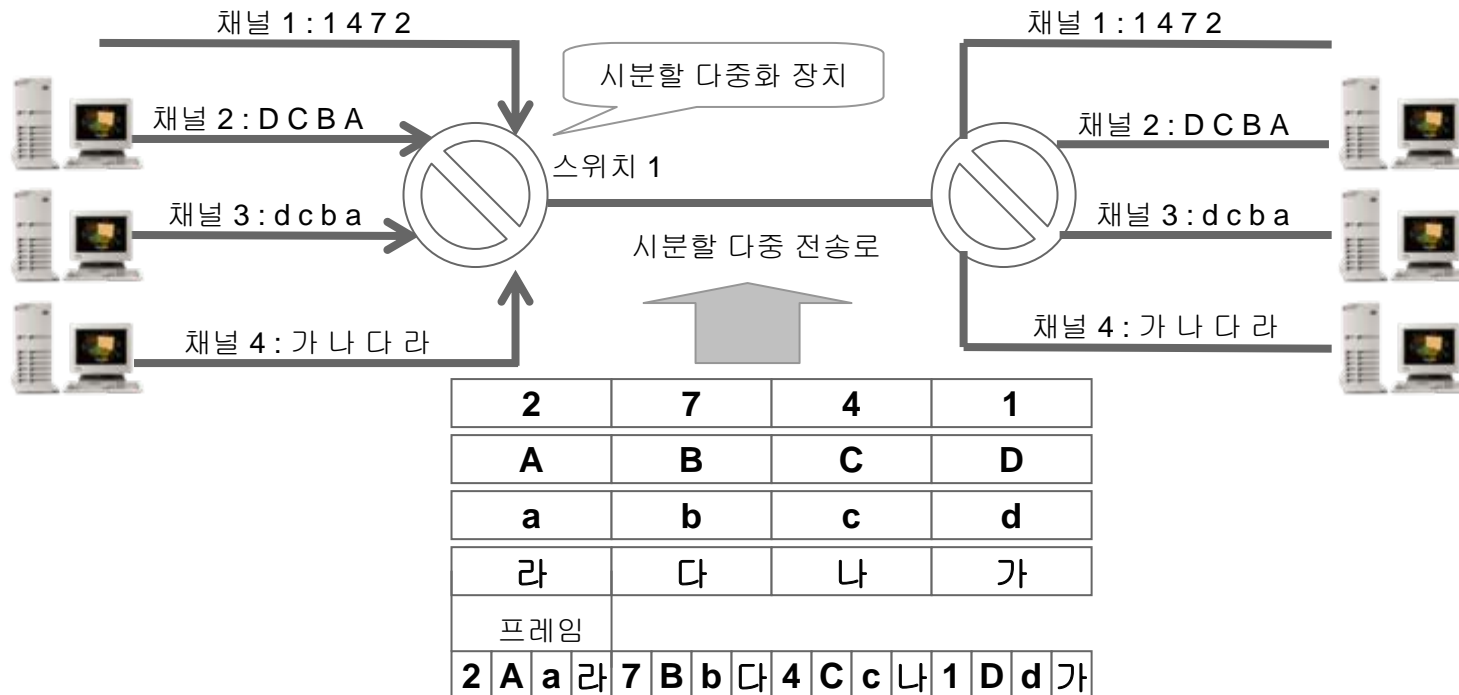 채널 1 : 1 4 7 2
채널 1 : 1 4 7 2
시분할 다중화 장치
채널 2 : D C B A
채널 2 : D C B A
스위치 1
채널 3 : d c b a
채널 3 : d c b a
시분할 다중 전송로
채널 4 : 가 나 다 라
채널 4 : 가 나 다 라
2 7 4 1
A B C D
a b c d
라 다 나 가
프레임
2 A a 라 7 B b 다 4 C c 나 1 D d 가